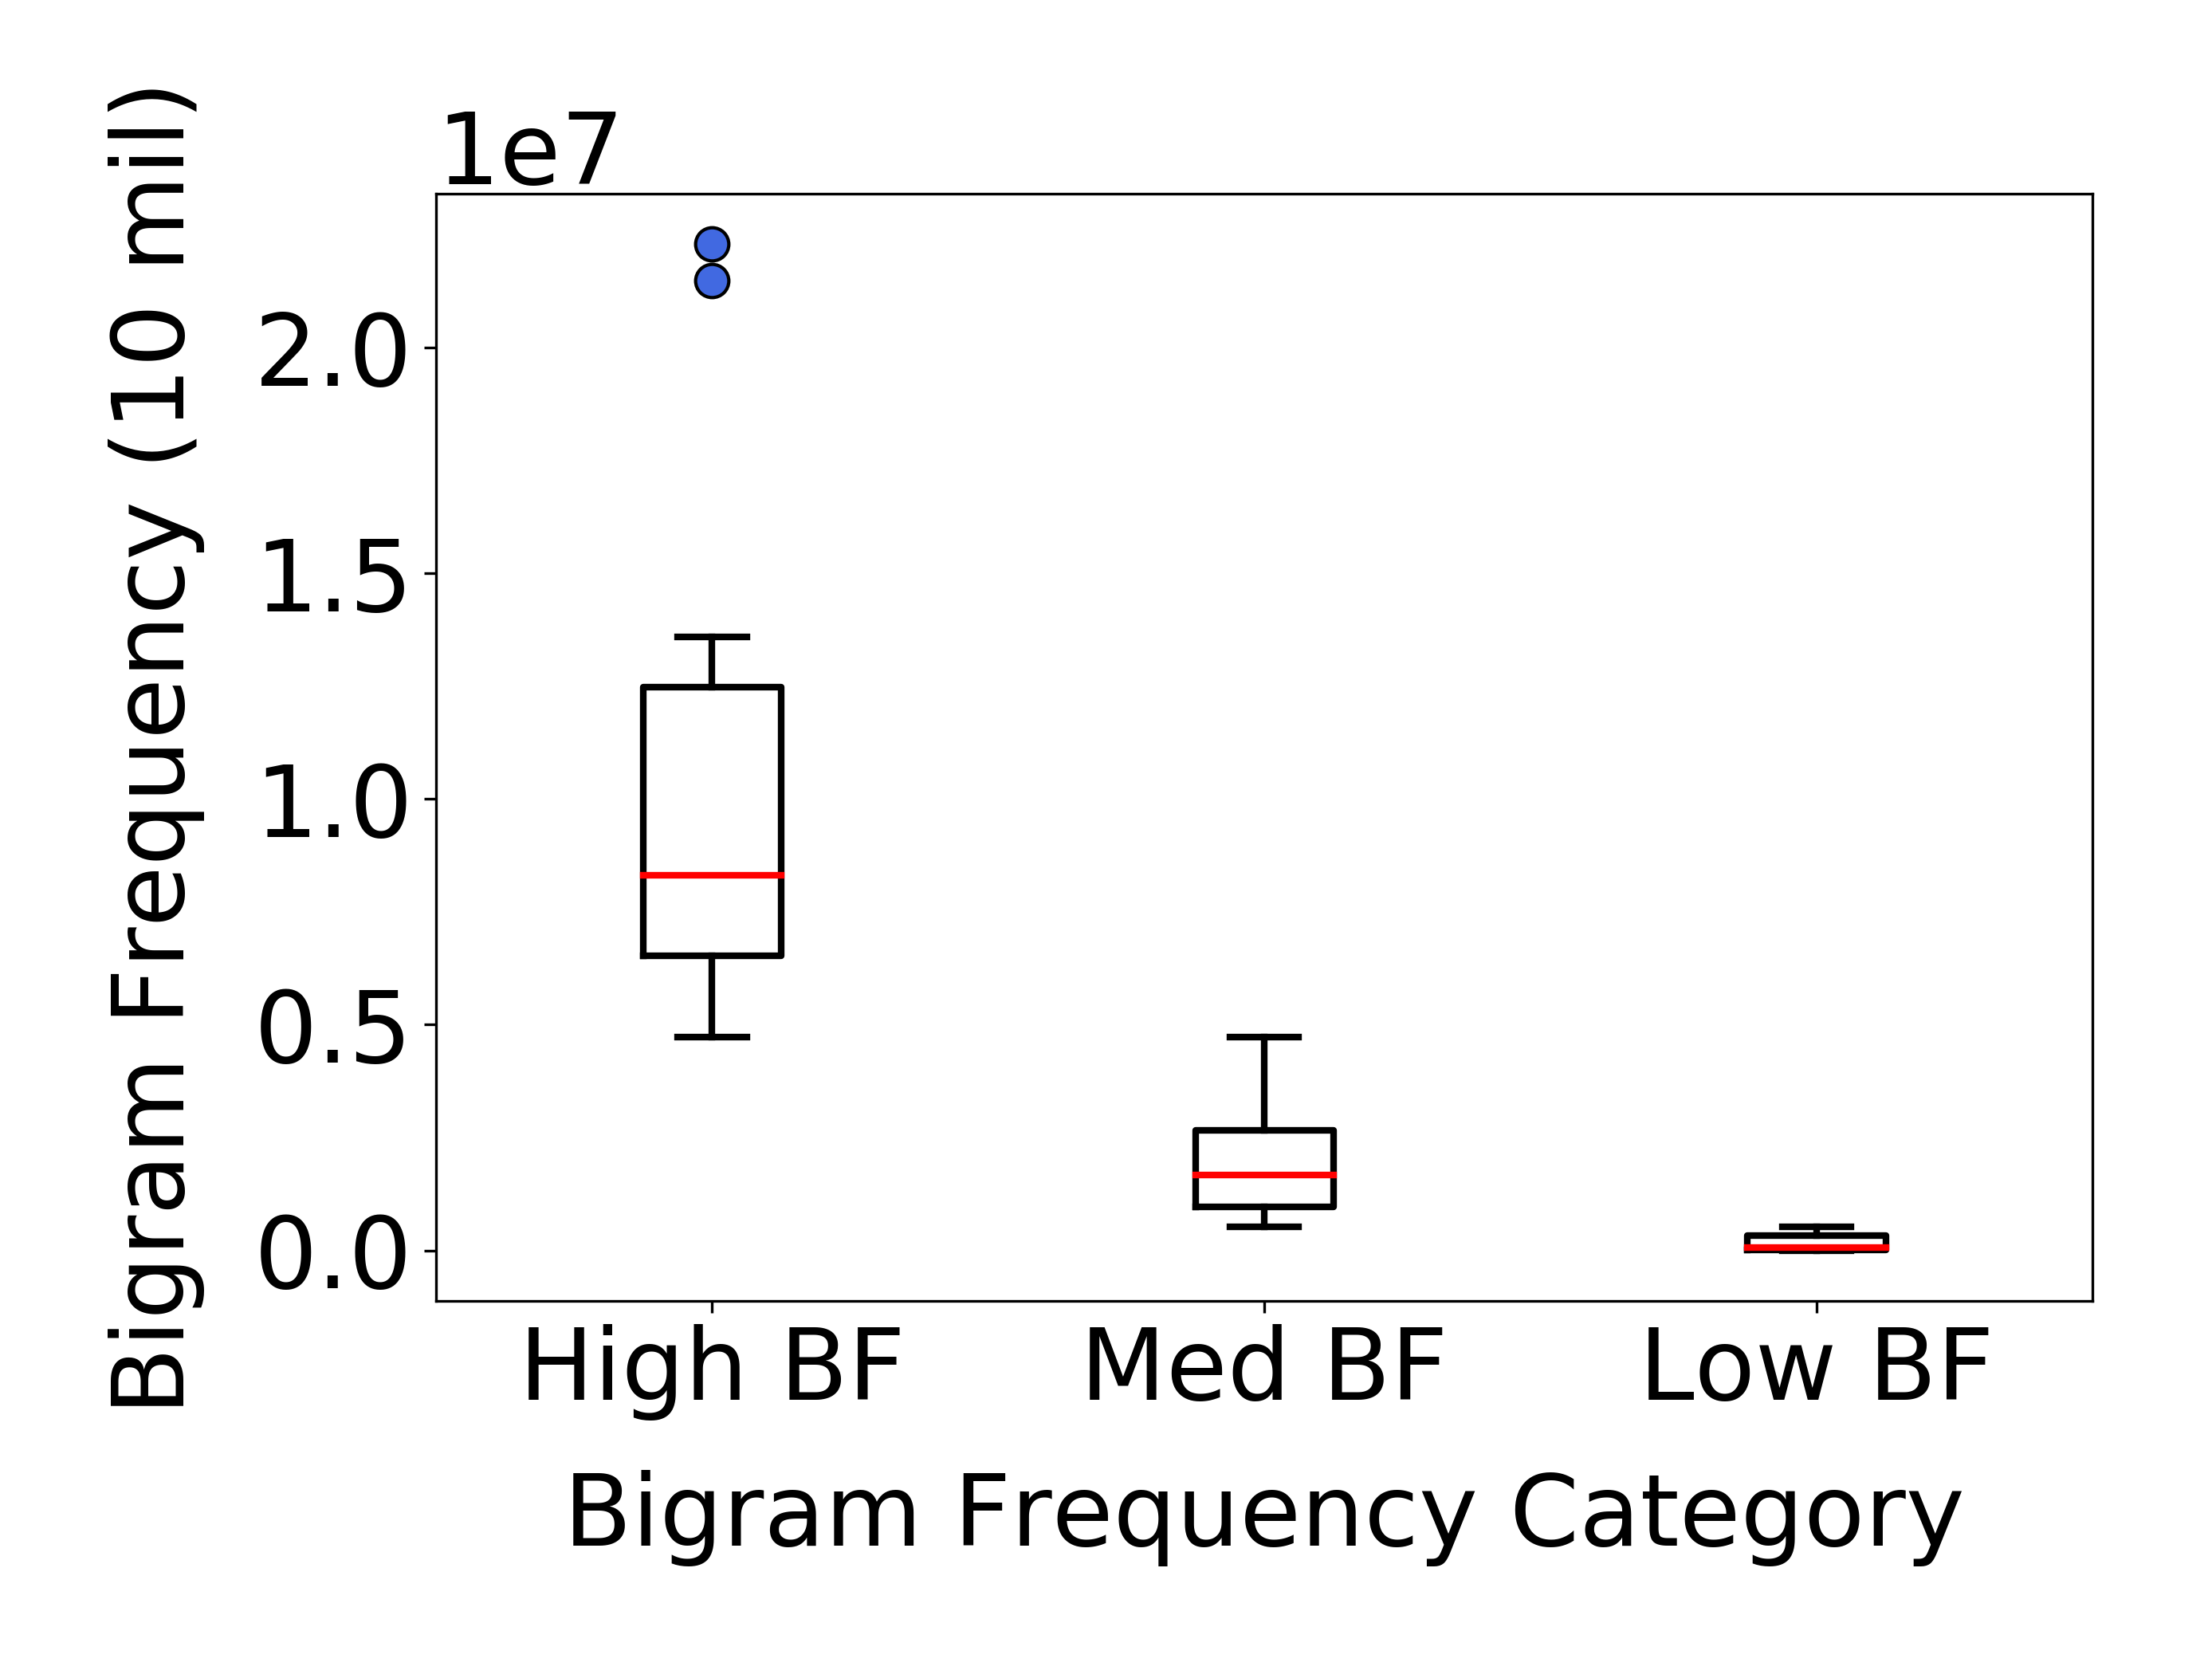 1e7
Bigram Frequency (10 mil)
2.0
1.5
1.0
0.5
0.0
High BF Med BF Low BF
Bigram Frequency Category